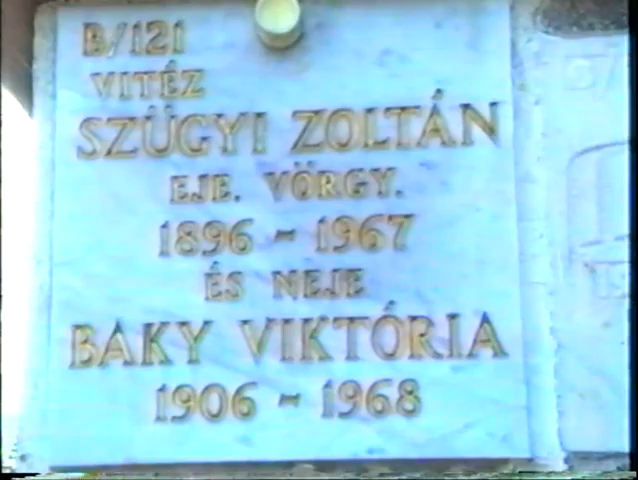 B/121
VITÉZ
SZÜGYI ZOLTÁN
EJE. VÖRGY.
1896 - 1967
ÉS NEJE
BAKY VIKTÓRIA
1906 - 1968